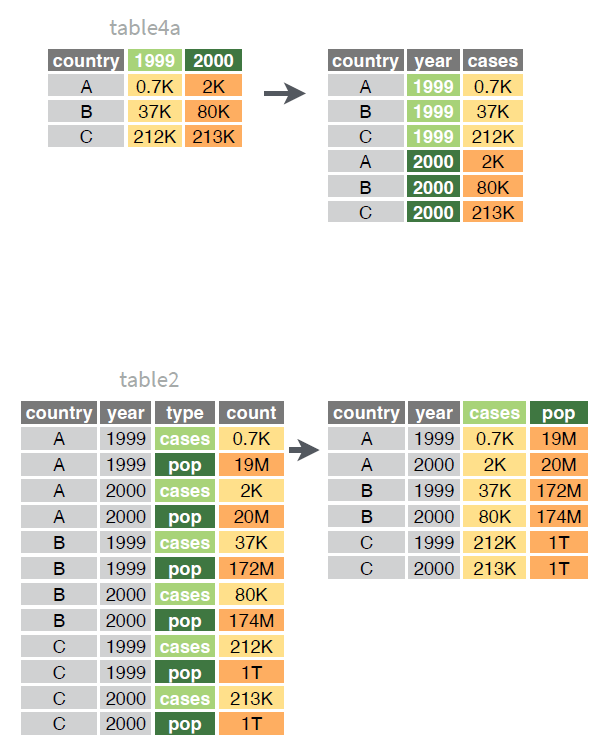 table4a
country 1999 2000
A 0.7K 2K
B 37K 80K
C 212K 213K
country year cases
A 1999 0.7K
B 1999 37K
C 1999 212K
A 2000 2K
B 2000 80K
C 2000 213K
table2
country year type count
A 1999 cases 0.7K
A 1999 pop 19M
A 2000 cases 2K
A 2000 pop 20M
B 1999 cases 37K
B 1999 pop 172M
B 2000 cases 80K
B 2000 pop 174M
C 1999 cases 212K
C 1999 pop 1T
C 2000 cases 213K
C 2000 pop 1T
country year cases pop
A 1999 0.7K 19M
A 2000 2K 20M
B 1999 37K 172M
B 2000 80K 174M
C 1999 212K 1T
C 2000 213K 1T